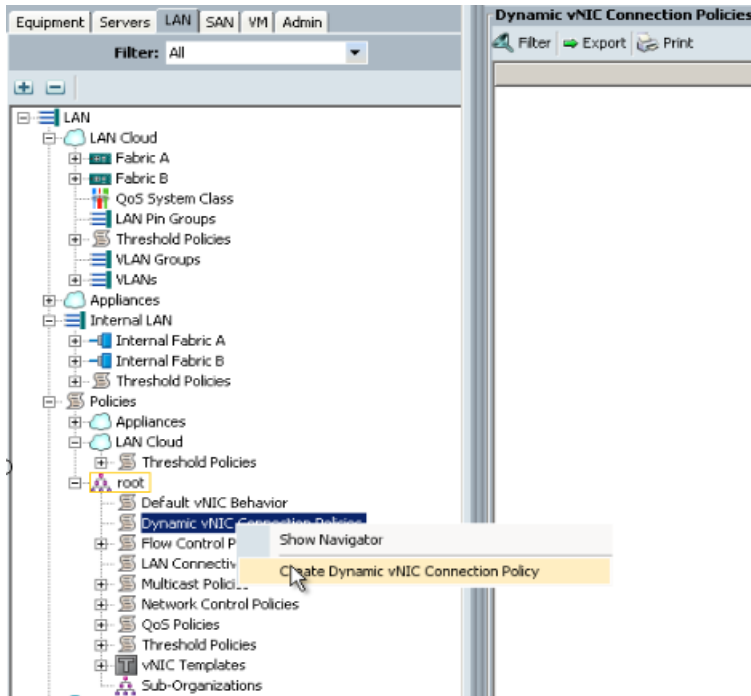 Equipment Servers LAN SAN VM Admin
Filter: All
LAN
LAN Cloud
Fabric A
Fabric B
QoS System Class
LAN Pin Groups
Threshold Policies
VLAN Groups
VLANs
Appliances
Internal LAN
Internal Fabric A
Internal Fabric B
Threshold Policies
Policies
Appliances
LAN Cloud
Threshold Policies
root
Default vNIC Behavior
Dynamic vNIC Connection Policies
Flow Control P
LAN Connectiv
Multicast Polici
Network Control Policies
QoS Policies
Threshold Policies
vNIC Templates
Sub-Organizations
Show Navigator
Create Dynamic vNIC Connection Policy
Dynamic vNIC Connection Policies
Filter Export Print